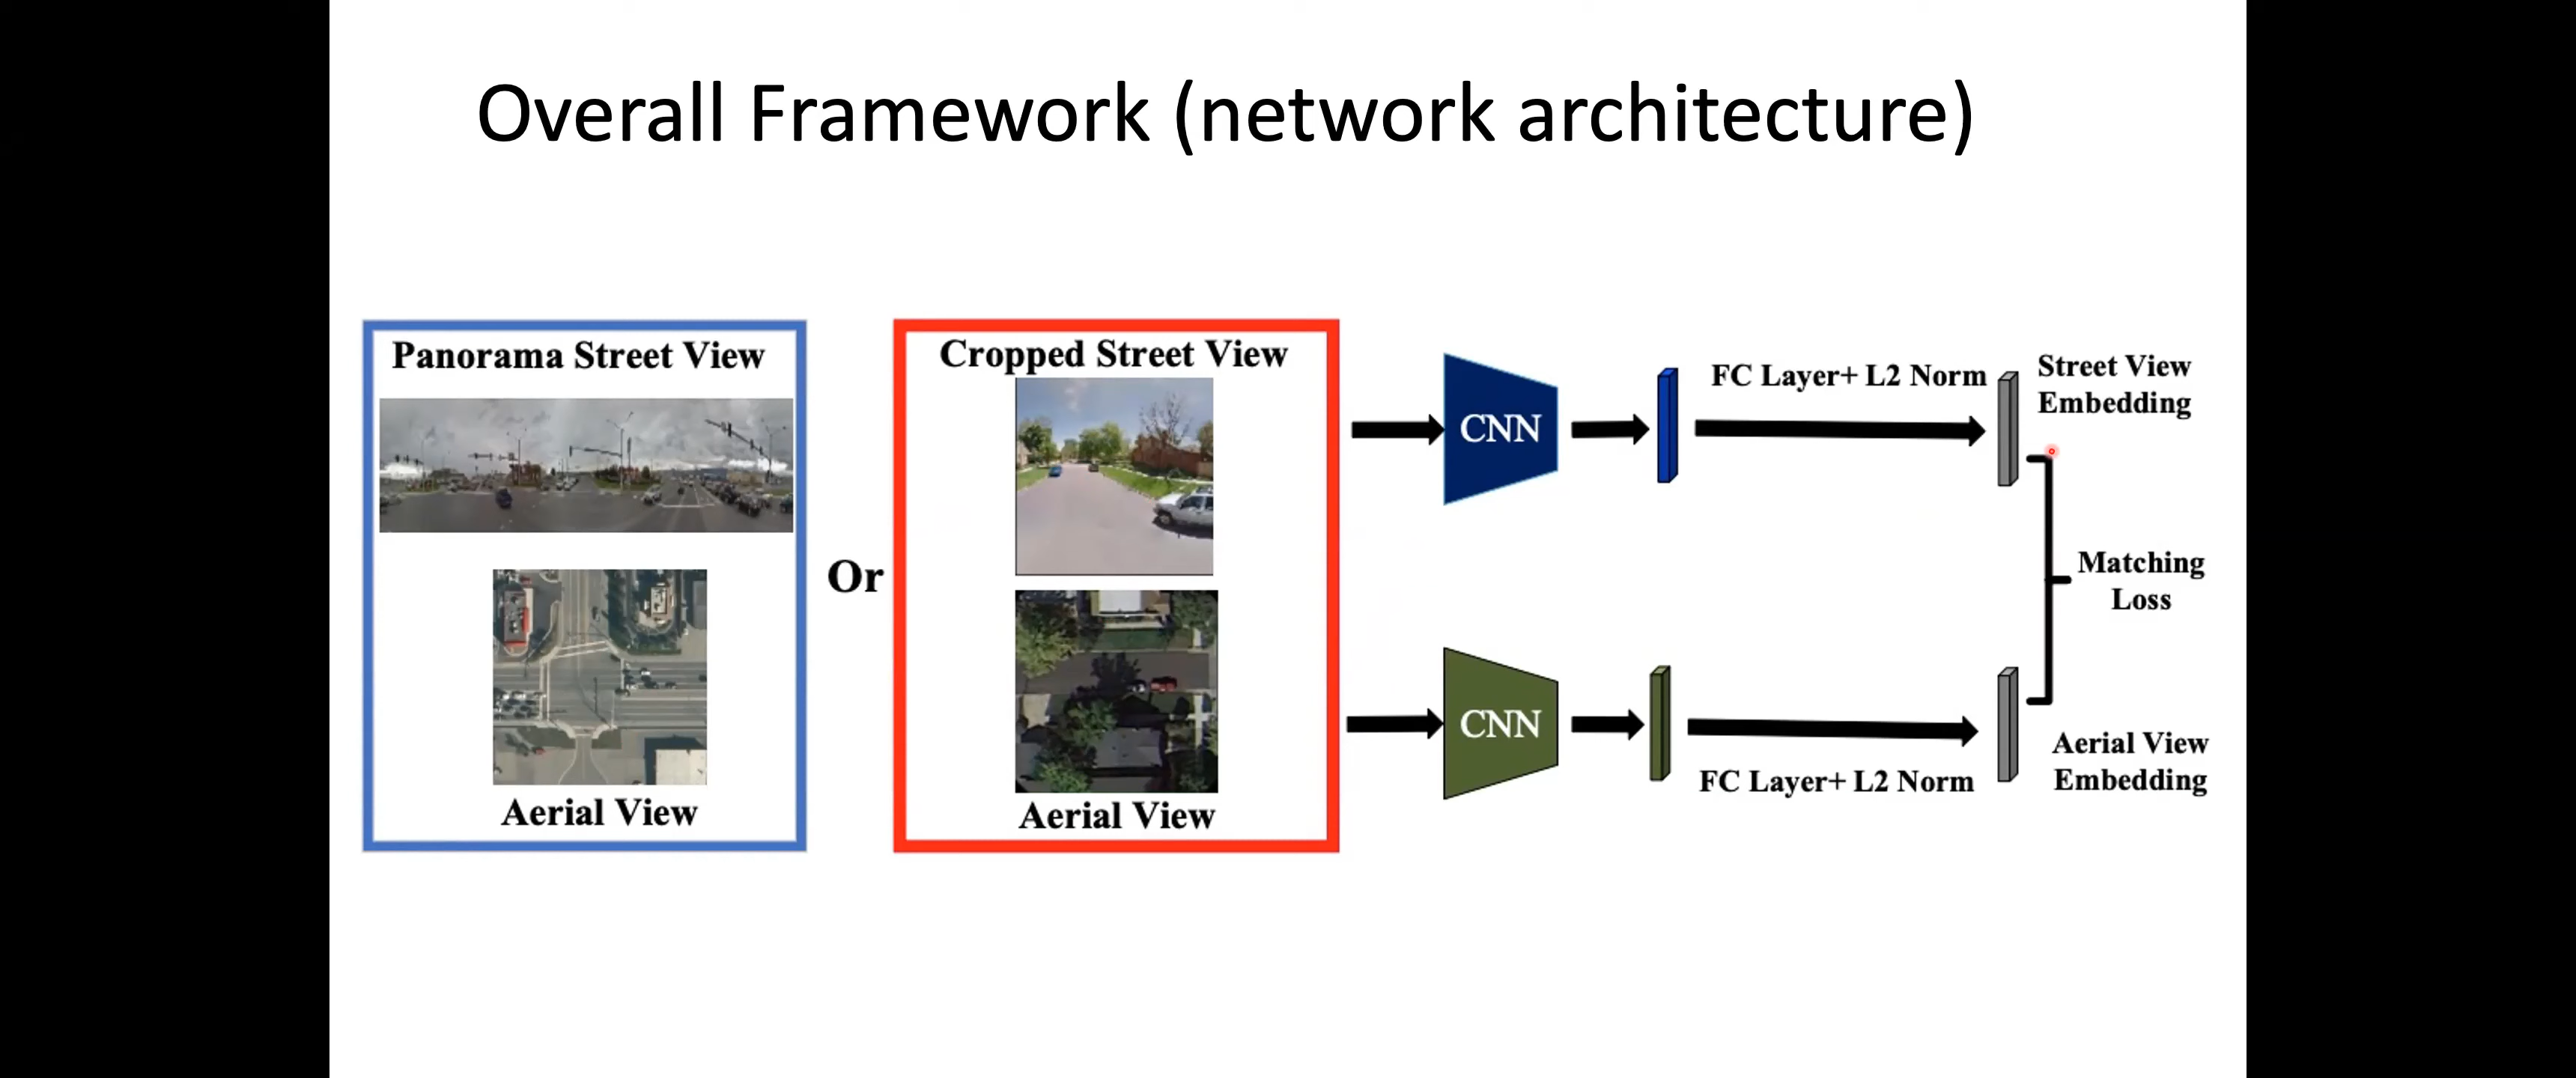 Overall Framework (network architecture)
Panorama Street View
Aerial View
Or
Cropped Street View
Aerial View
CNN
FC Layer+ L2 Norm
Street View
Embedding
Matching
Loss
CNN
FC Layer+ L2 Norm
Aerial View
Embedding